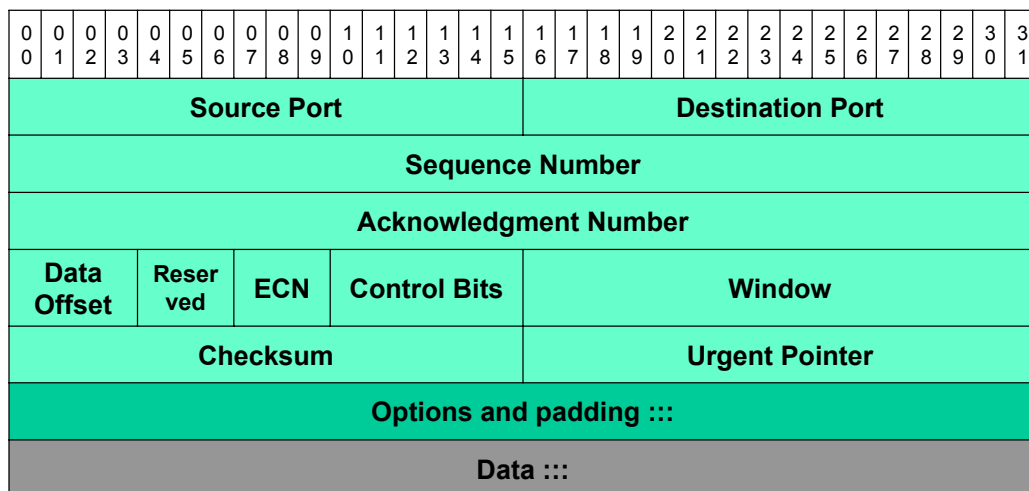 0 0 0 0 0 0 0 0 0 0 1 1 1 1 1 1 1 1 1 1 2 2 2 2 2 2 2 2 2 2 3 3
0 1 2 3 4 5 6 7 8 9 0 1 2 3 4 5 6 7 8 9 0 1 2 3 4 5 6 7 8 9 0 1
Source Port Destination Port
Sequence Number
Acknowledgment Number
Data Offset Reser ved ECN Control Bits Window
Checksum Urgent Pointer
Options and padding :::
Data :::